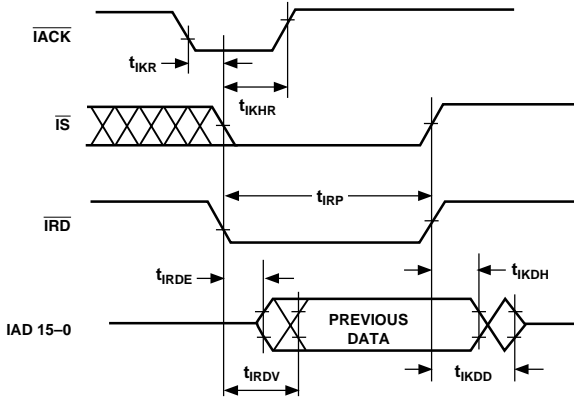 IACK
tIKR
tIKHR
IS
tIRP
IRD
tIRDE
tIKDH
IAD 15–0
PREVIOUS
DATA
tIKDD
tIRDV